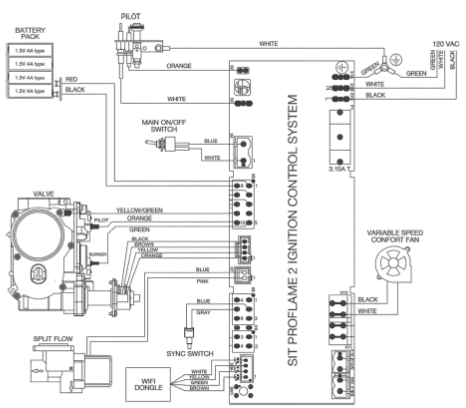 PILOT
BATTERY
PACK
1.5V AA type
1.5V AA type
1.5V AA type
1.5V AA type
RED
BLACK
WHITE
ORANGE
WHITE
120 VAC
GREEN
WHITE
BLACK
GREEN
GREEN
WHITE
BLACK
3.15A T
MAIN ON/OFF
SWITCH
BLUE
WHITE
SIT PROFLAME 2 IGNITION CONTROL SYSTEM
VALVE
PILOT
BURNER
YELLOW/GREEN
ORANGE
GREEN
BLACK
BROWN
YELLOW
ORANGE
BLUE
PINK
VARIABLE SPEED
CONFORT FAN
BLACK
WHITE
BLUE
GRAY
SYNC SWITCH
SPLIT FLOW
WIFI
DONGLE
WHITE
YELLOW
GREEN
BROWN